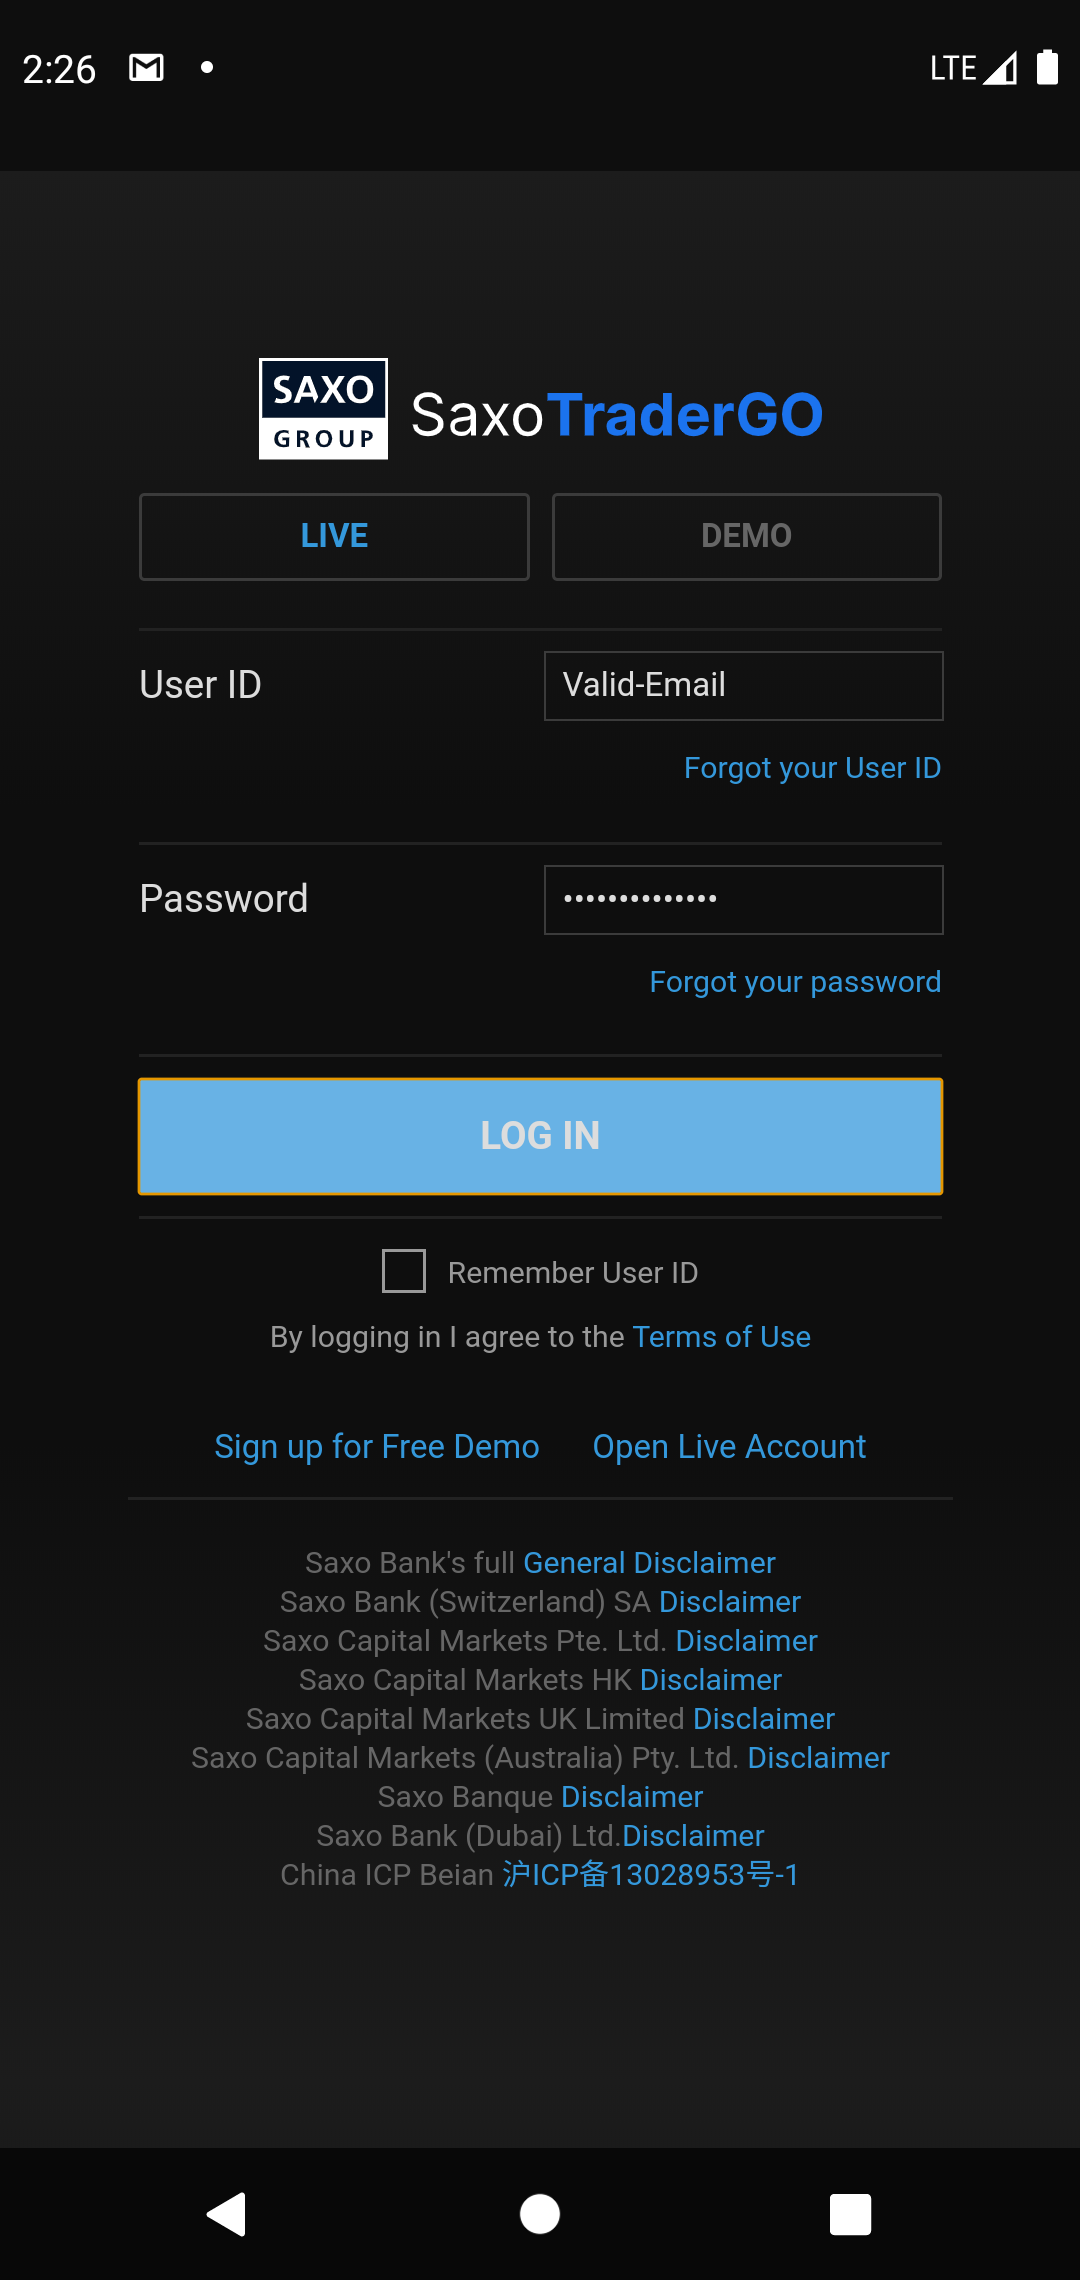 2:26 LTE
SAXO
GROUP
SaxoTraderGO
LIVE DEMO
User ID Valid-Email
Forgot your User ID
Password ••••••••••••••
Forgot your password
LOG IN
Remember User ID
By logging in I agree to the Terms of Use
Sign up for Free Demo Open Live Account
Saxo Bank's full General Disclaimer
Saxo Bank (Switzerland) SA Disclaimer
Saxo Capital Markets Pte. Ltd. Disclaimer
Saxo Capital Markets HK Disclaimer
Saxo Capital Markets UK Limited Disclaimer
Saxo Capital Markets (Australia) Pty. Ltd. Disclaimer
Saxo Banque Disclaimer
Saxo Bank (Dubai) Ltd.Disclaimer
China ICP Beian 沪ICP备13028953号-1